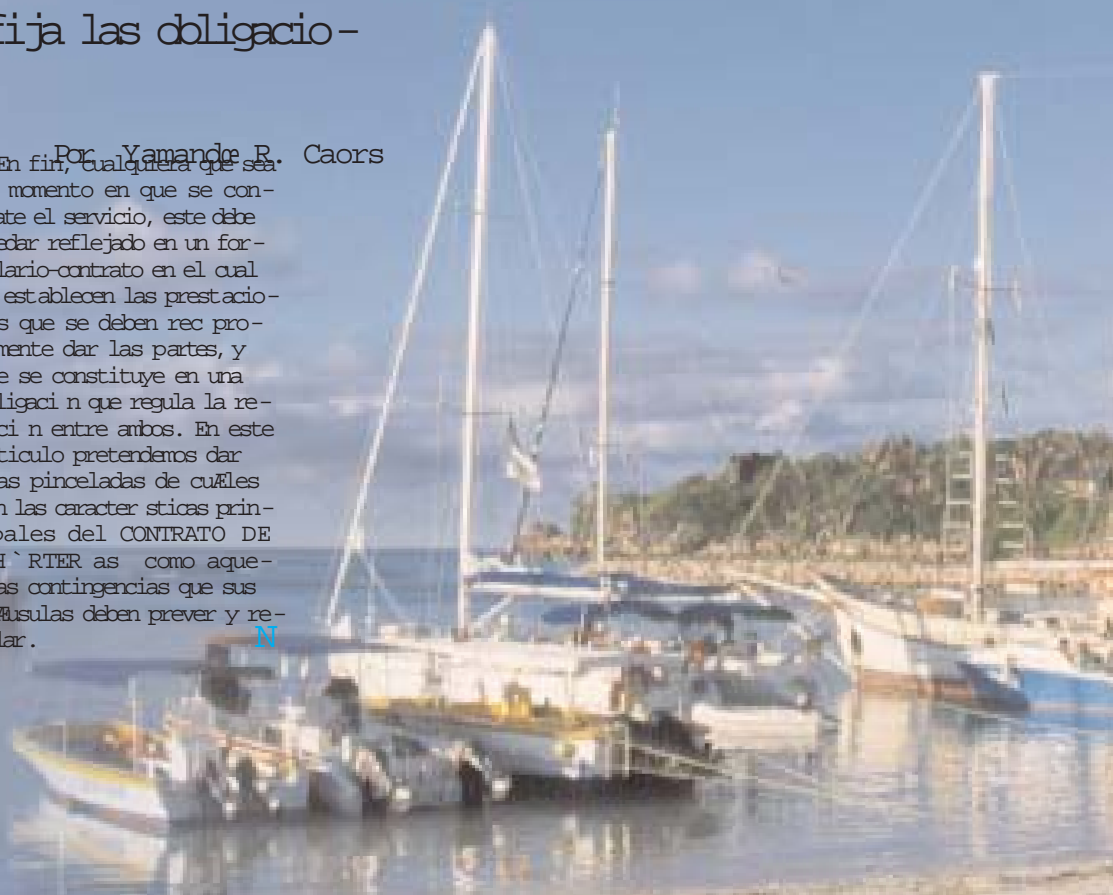 fija las obligacio-
Por Yamandœ R. Caors
En fin, cualquiera que sea
momento en que se con-
ate el servicio, este debe
edar reflejado en un for-
lario-contrato en el cual
establecen las prestacio-
s que se deben rec pro-
mente dar las partes, y
e se constituye en una
ligaci n que regula la re-
ci n entre ambos. En este
ticulo pretendemos dar
as pinceladas de cuÆles
n las caracter sticas prin-
pales del CONTRATO DE
H`RTER as como aque-
as contingencias que sus
Æusulas deben prever y re-
lar. N